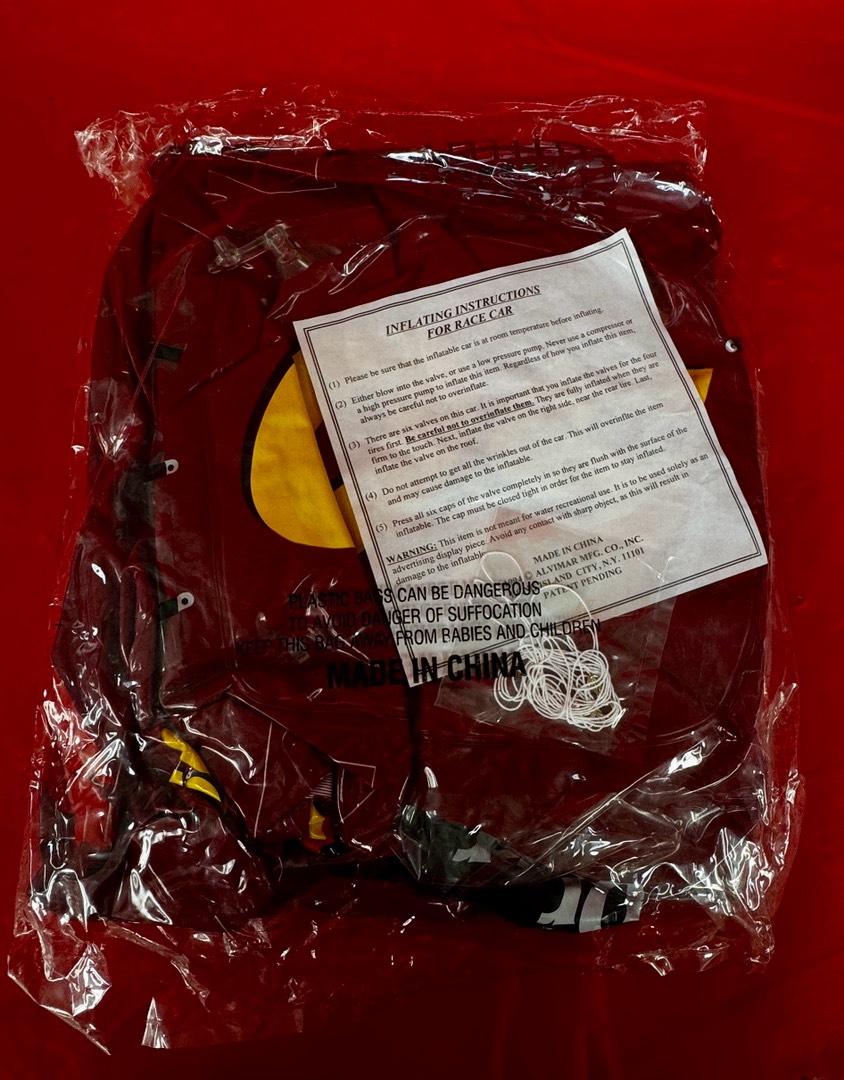 INFLATING INSTRUCTIONS
FOR RACE CAR
(1) Please be sure that the inflatable car is at room temperature before inflating.
(2) Either blow into the valve, or use a low pressure pump. Never use a compressor or
a high pressure pump to inflate this item. Regardless of how you inflate this item,
always be careful not to overinflate.
(3) There are six valves on this car. It is important that you inflate the valves for the four
tires first. Be careful not to overinflate them. They are fully inflated when they are
firm to the touch. Next, inflate the valve on the right side, near the rear tire. Last,
inflate the valve on the roof.
(4) Do not attempt to get all the wrinkles out of the car. This will overinflte the item
and may cause damage to the inflatable.
(5) Press all six caps of the valve completely in so they are flush with the surface of the
inflatable. The cap must be closed tight in order for the item to stay inflated.
WARNING: This item is not meant for water recreational use. It is to be used solely as an
advertising display piece. Avoid any contact with sharp object, as this will result in
damage to the inflatable.
MADE IN CHINA
© ALVIMAR MFG. CO., INC.
ISLAND CITY, N.Y. 11101
PATENT PENDING
PLASTIC BAGS CAN BE DANGEROUS
TO AVOID DANGER OF SUFFOCATION
KEEP THIS BAG AWAY FROM BABIES AND CHILDREN
MADE IN CHINA